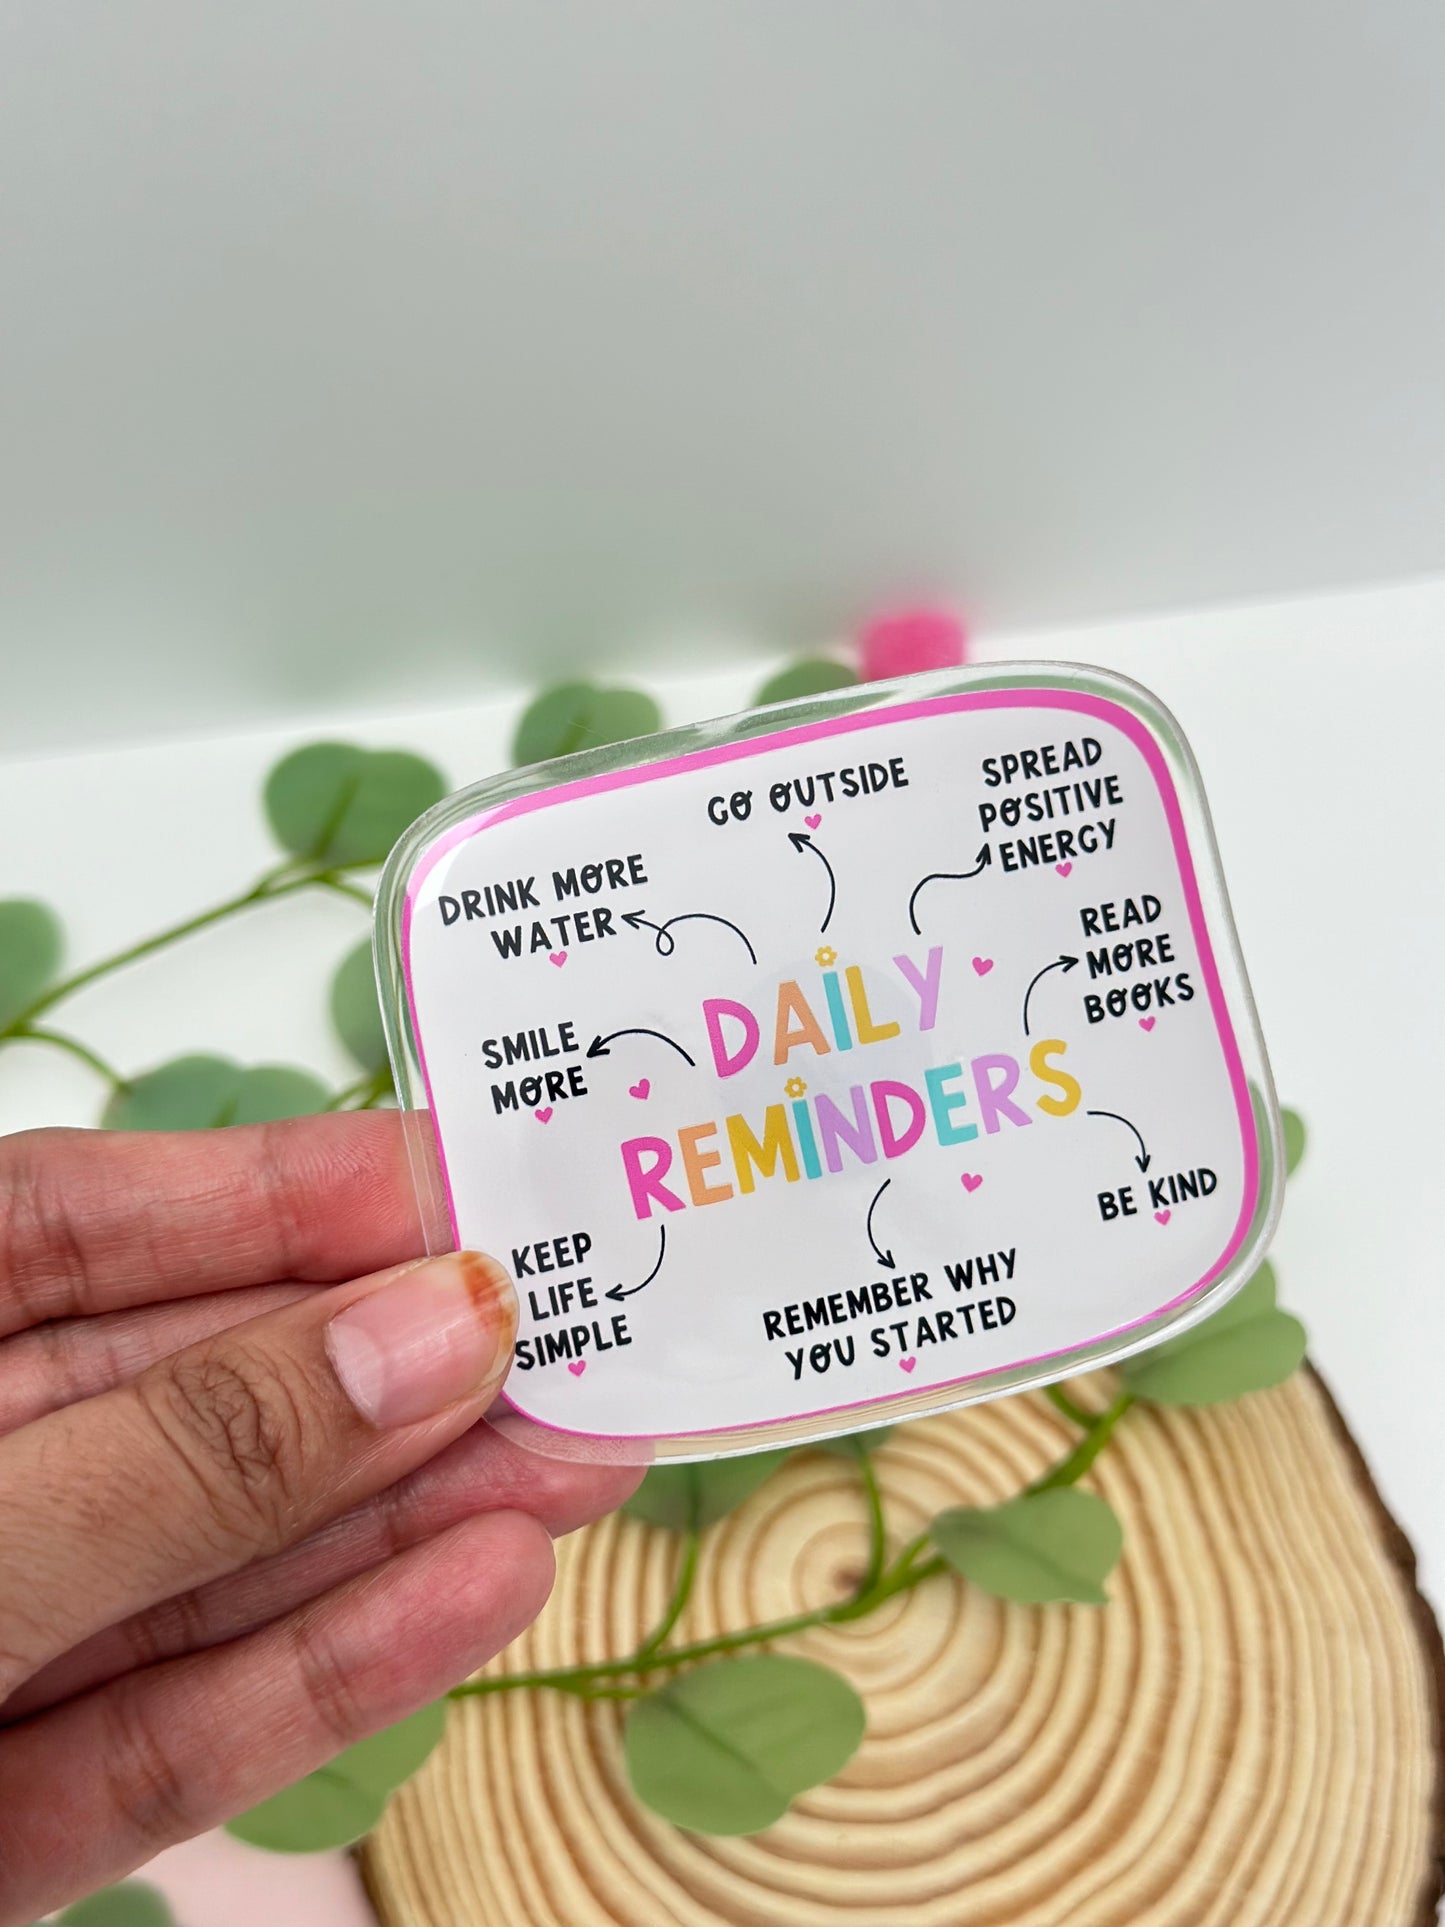 GO OUTSIDE
SPREAD
POSITIVE
ENERGY
DRINK MORE
WATER
READ
MORE
BOOKS
SMILE
MORE
DAILY
REMINDERS
BE KIND
KEEP
LIFE
SIMPLE
REMEMBER WHY
YOU STARTED